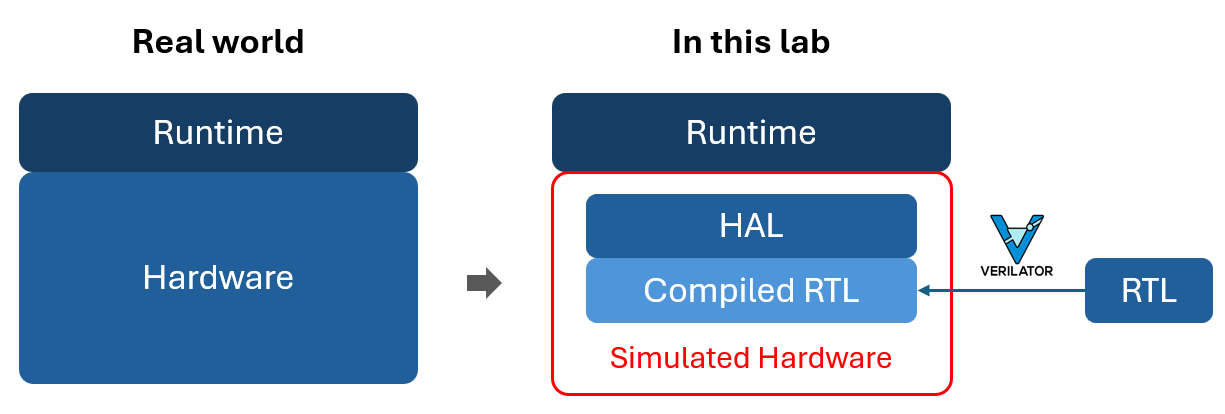 Real world
In this lab
Runtime
Runtime
Hardware
HAL
Compiled RTL
Simulated Hardware
VERILATOR
RTL